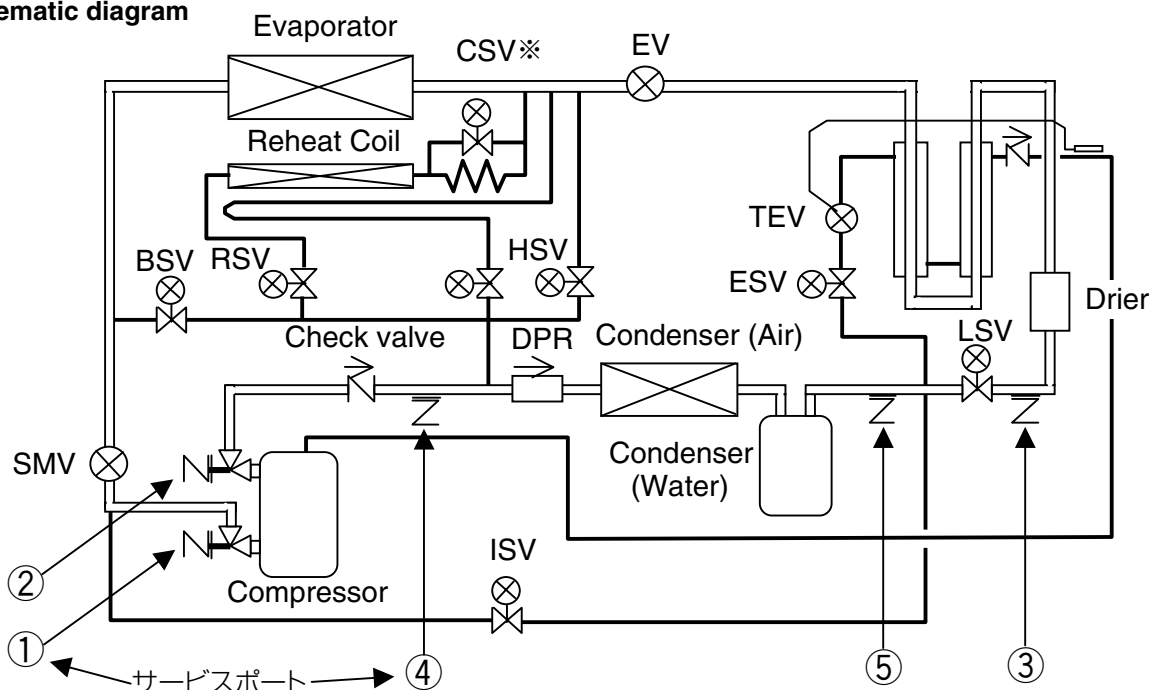 ematic diagram
Evaporator
CSV※
EV
Reheat Coil
TEV
BSV
RSV
HSV
ESV
Drier
Check valve
DPR
Condenser (Air)
LSV
SMV
Condenser
(Water)
ISV
②
Compressor
①
④
⑤
③
サービスポート